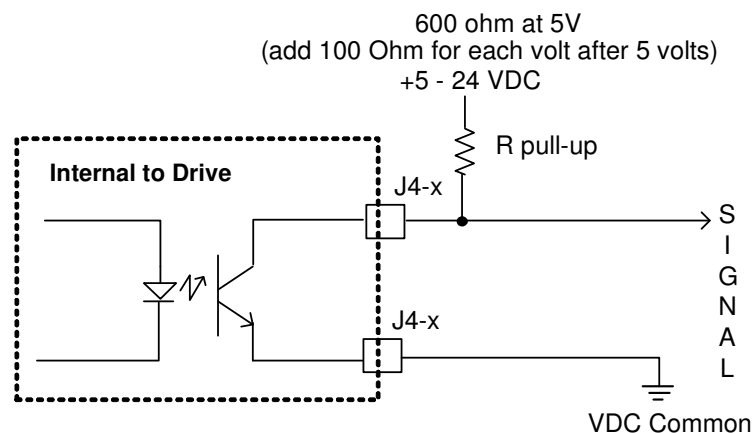 600 ohm at 5V
(add 100 Ohm for each volt after 5 volts)
+5 - 24 VDC
R pull-up
Internal to Drive
J4-x
SIGNAL
J4-x
VDC Common